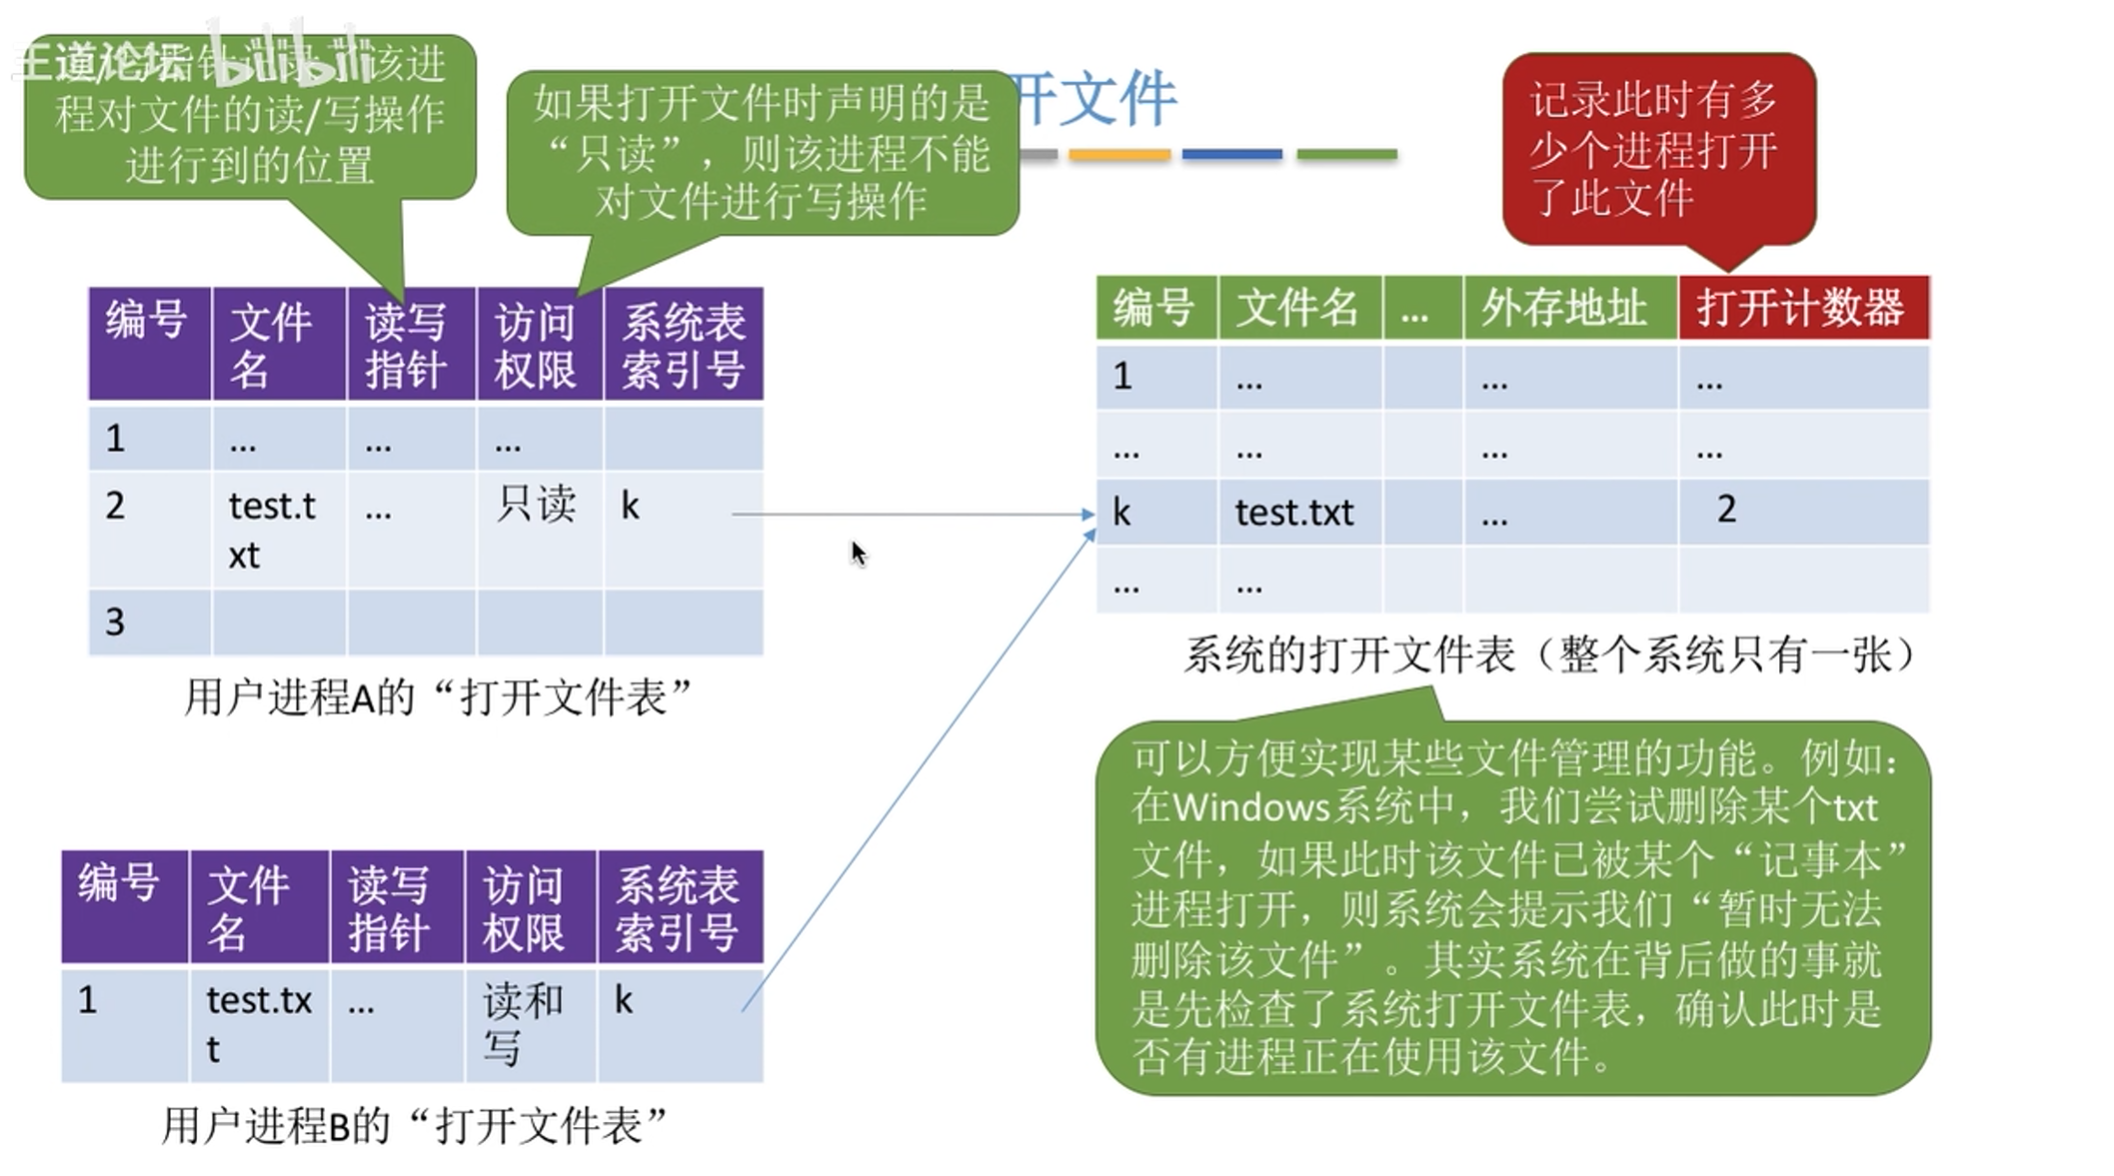 王道论坛 bilibili
读/写指针记录了该进
程对文件的读/写操作
进行到的位置
如果打开文件时声明的是
“只读”，则该进程不能
对文件进行写操作
开文件
记录此时有多
少个进程打开
了此文件
编号 文件名 读写指针 访问权限 系统表索引号
1 ... ... ...
2 test.txt ... 只读 k
3
用户进程A的“打开文件表”
编号 文件名 ... 外存地址 打开计数器
1 ... ... ...
... ... ... ...
k test.txt ... 2
... ...
系统的打开文件表（整个系统只有一张）
可以方便实现某些文件管理的功能。例如：
在Windows系统中，我们尝试删除某个txt
文件，如果此时该文件已被某个“记事本”
进程打开，则系统会提示我们“暂时无法
删除该文件”。其实系统在背后做的事就
是先检查了系统打开文件表，确认此时是
否有进程正在使用该文件。
编号 文件名 读写指针 访问权限 系统表索引号
1 test.txt ... 读和写 k
用户进程B的“打开文件表”